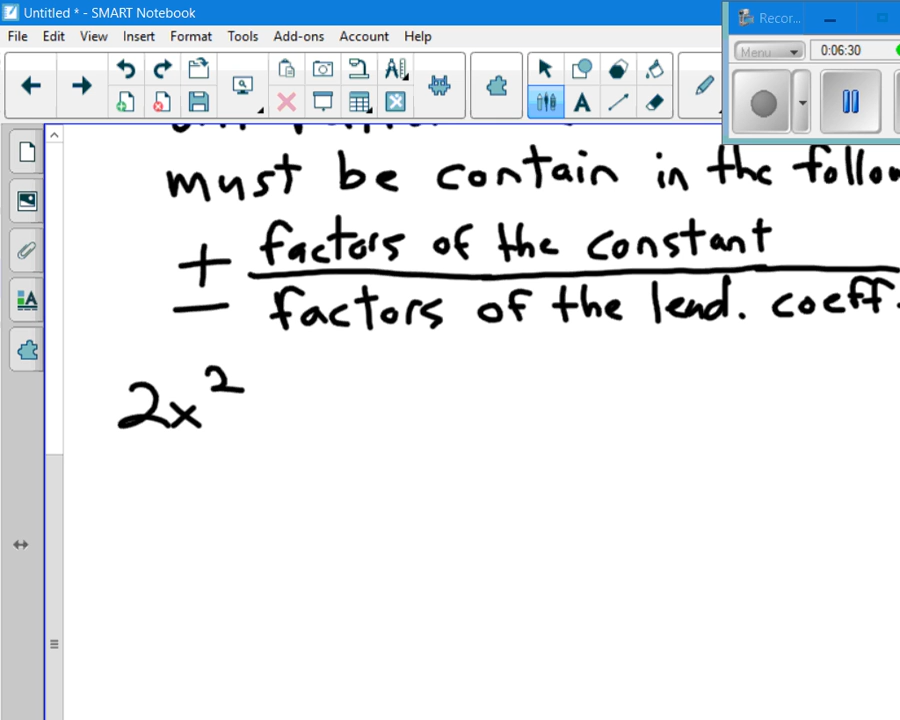 Untitled * - SMART Notebook
Recor...
File Edit View Insert Format Tools Add-ons Account Help
Menu 0:06:30
must be contain in the
+ factors of the constant
- factors of the lead. coeff.
2x²